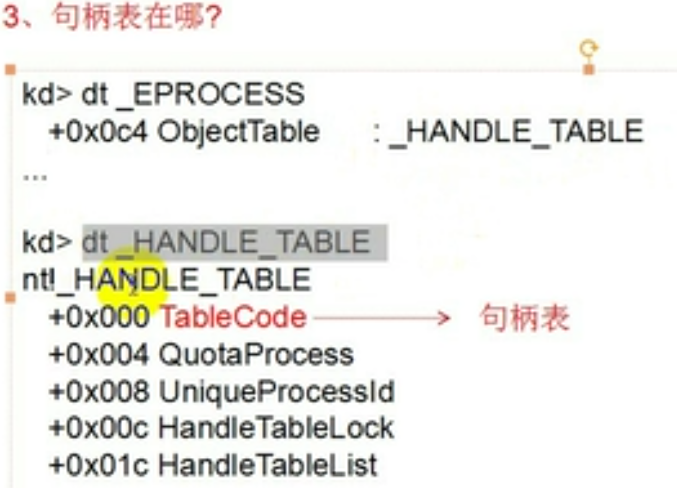 3、句柄表在哪?
kd> dt _EPROCESS
+0x0c4 ObjectTable : _HANDLE_TABLE
...
kd> dt _HANDLE_TABLE
nt!_HANDLE_TABLE
+0x000 TableCode 句柄表
+0x004 QuotaProcess
+0x008 UniqueProcessId
+0x00c HandleTableLock
+0x01c HandleTableList